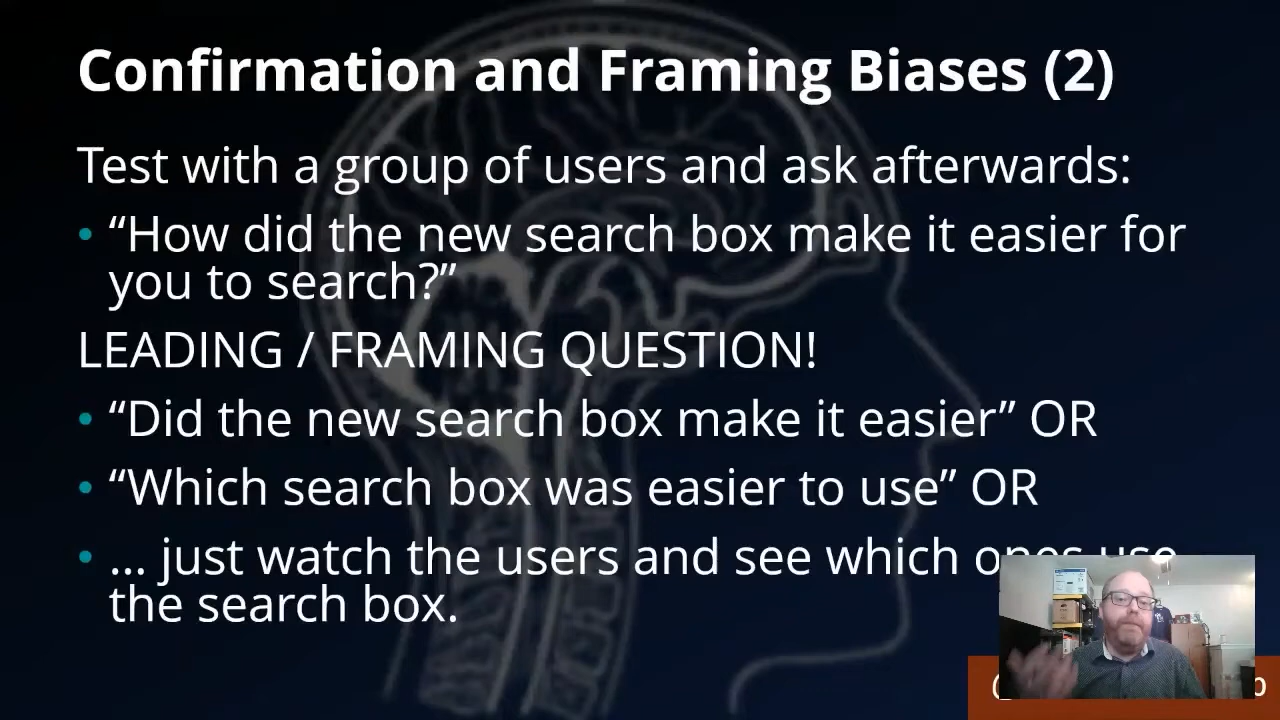 Confirmation and Framing Biases (2)
Test with a group of users and ask afterwards:
• “How did the new search box make it easier for
you to search?”
LEADING / FRAMING QUESTION!
• “Did the new search box make it easier” OR
• “Which search box was easier to use” OR
• ... just watch the users and see which ones use
the search box.